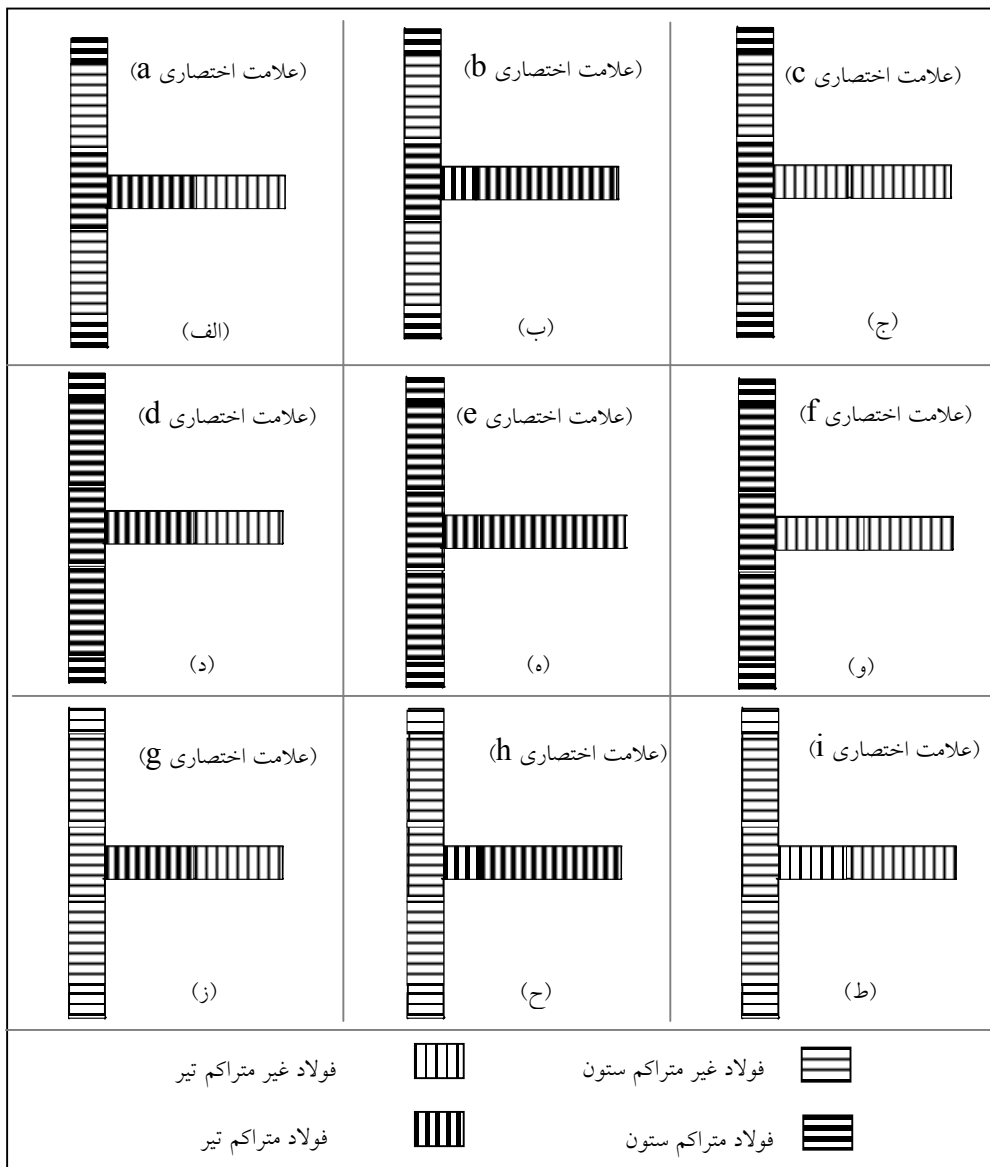 (علامت اختصاری a)
(الف)
(علامت اختصاری b)
(ب)
(علامت اختصاری c)
(ج)
(علامت اختصاری d)
(د)
(علامت اختصاری e)
(ه)
(علامت اختصاری f)
(و)
(علامت اختصاری g)
(ز)
(علامت اختصاری h)
(ح)
(علامت اختصاری i)
(ط)
فولاد غیر متراکم ستون
فولاد غیر متراکم تیر
فولاد متراکم ستون
فولاد متراکم تیر